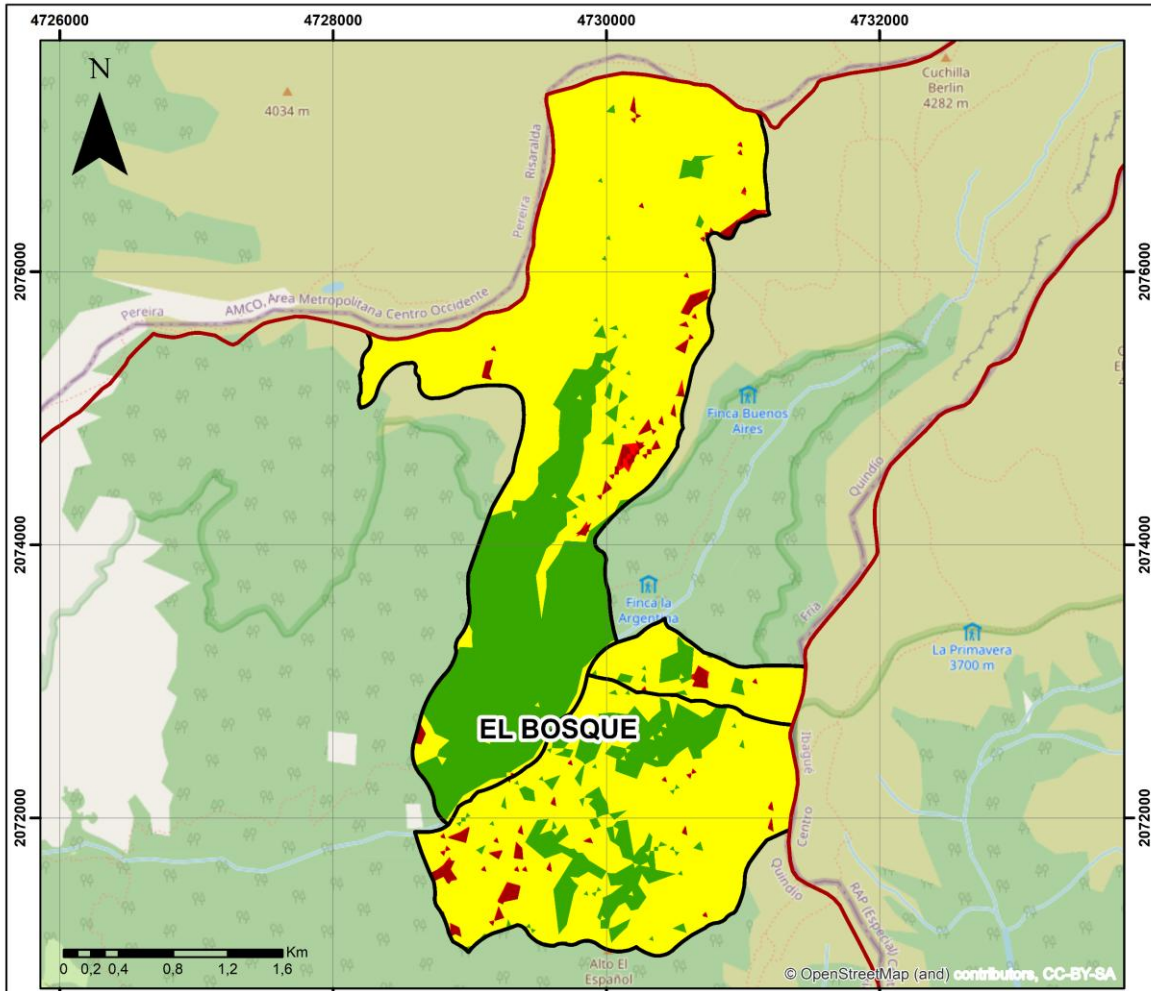 4726000
4728000
4730000
4732000
N
4034 m
Cuchilla
Berlin
4282 m
Pereira
Risaralda
2076000
2076000
Pereira
AMCO, Area Metropolitana Centro Occidente
Finca Buenos
Aires
Quindío
2074000
2074000
Finca la
Argentina
Fria
La Primavera
3700 m
EL BOSQUE
Ibagué
Centro
2072000
2072000
Quindío
RAP (Especial)
Km
0 0,2 0,4 0,8 1,2 1,6
Alto El
Español
© OpenStreetMap (and) contributors, CC-BY-SA